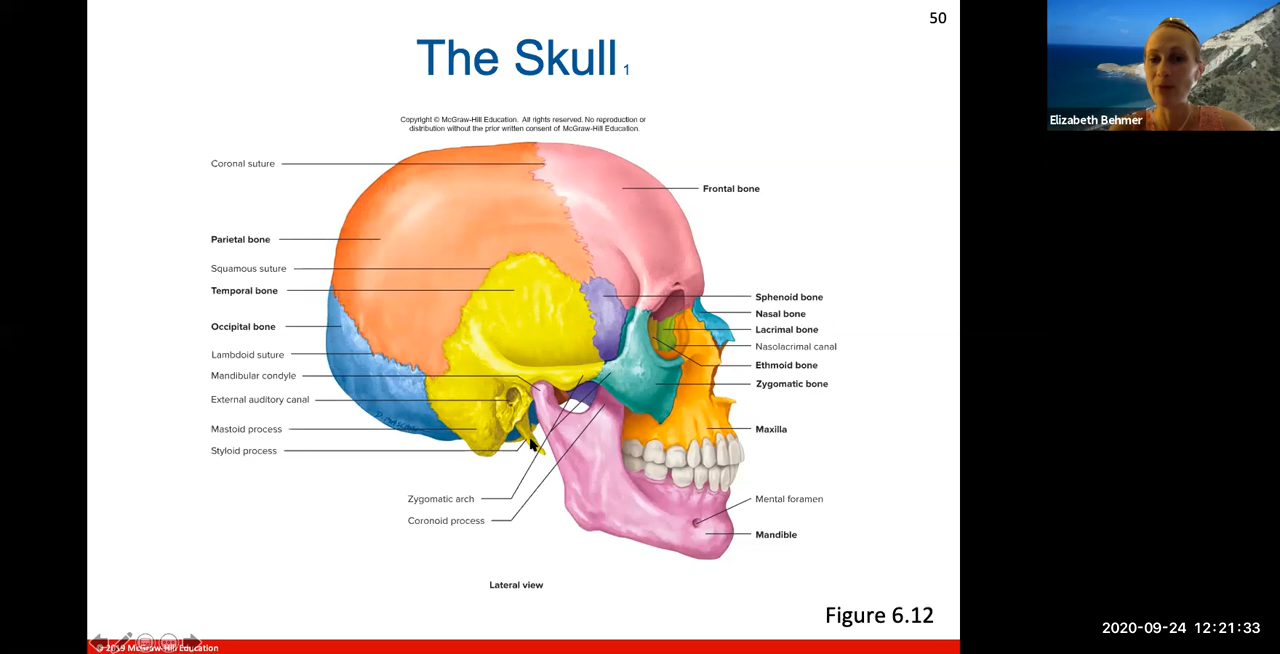 50
The Skull 1
Copyright © McGraw-Hill Education. All rights reserved. No reproduction or
distribution without the prior written consent of McGraw-Hill Education.
Coronal suture
Frontal bone
Parietal bone
Squamous suture
Temporal bone
Occipital bone
Lambdoid suture
Mandibular condyle
External auditory canal
Mastoid process
Styloid process
Sphenoid bone
Nasal bone
Lacrimal bone
Nasolacrimal canal
Ethmoid bone
Zygomatic bone
Maxilla
Zygomatic arch
Coronoid process
Mental foramen
Mandible
Lateral view
Figure 6.12
© 2019 McGraw-Hill Education
Elizabeth Behmer
2020-09-24 12:21:33